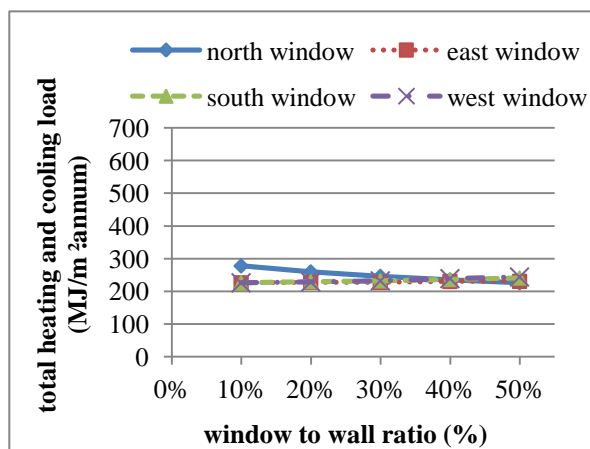 north window east window
south window west window
total heating and cooling load
(MJ/m ²annum)
700
600
500
400
300
200
100
0
0% 10% 20% 30% 40% 50%
window to wall ratio (%)